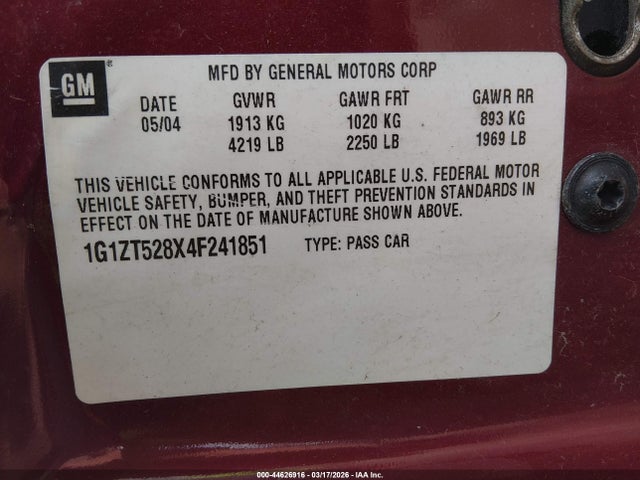 GM
®
MFD BY GENERAL MOTORS CORP
DATE GVWR GAWR FRT GAWR RR
05/04 1913 KG 1020 KG 893 KG
4219 LB 2250 LB 1969 LB
THIS VEHICLE CONFORMS TO ALL APPLICABLE U.S. FEDERAL MOTOR
VEHICLE SAFETY, BUMPER, AND THEFT PREVENTION STANDARDS IN
EFFECT ON THE DATE OF MANUFACTURE SHOWN ABOVE.
1G1ZT528X4F241851 TYPE: PASS CAR
000-44626916 - 03/17/2026 - IAA Inc.